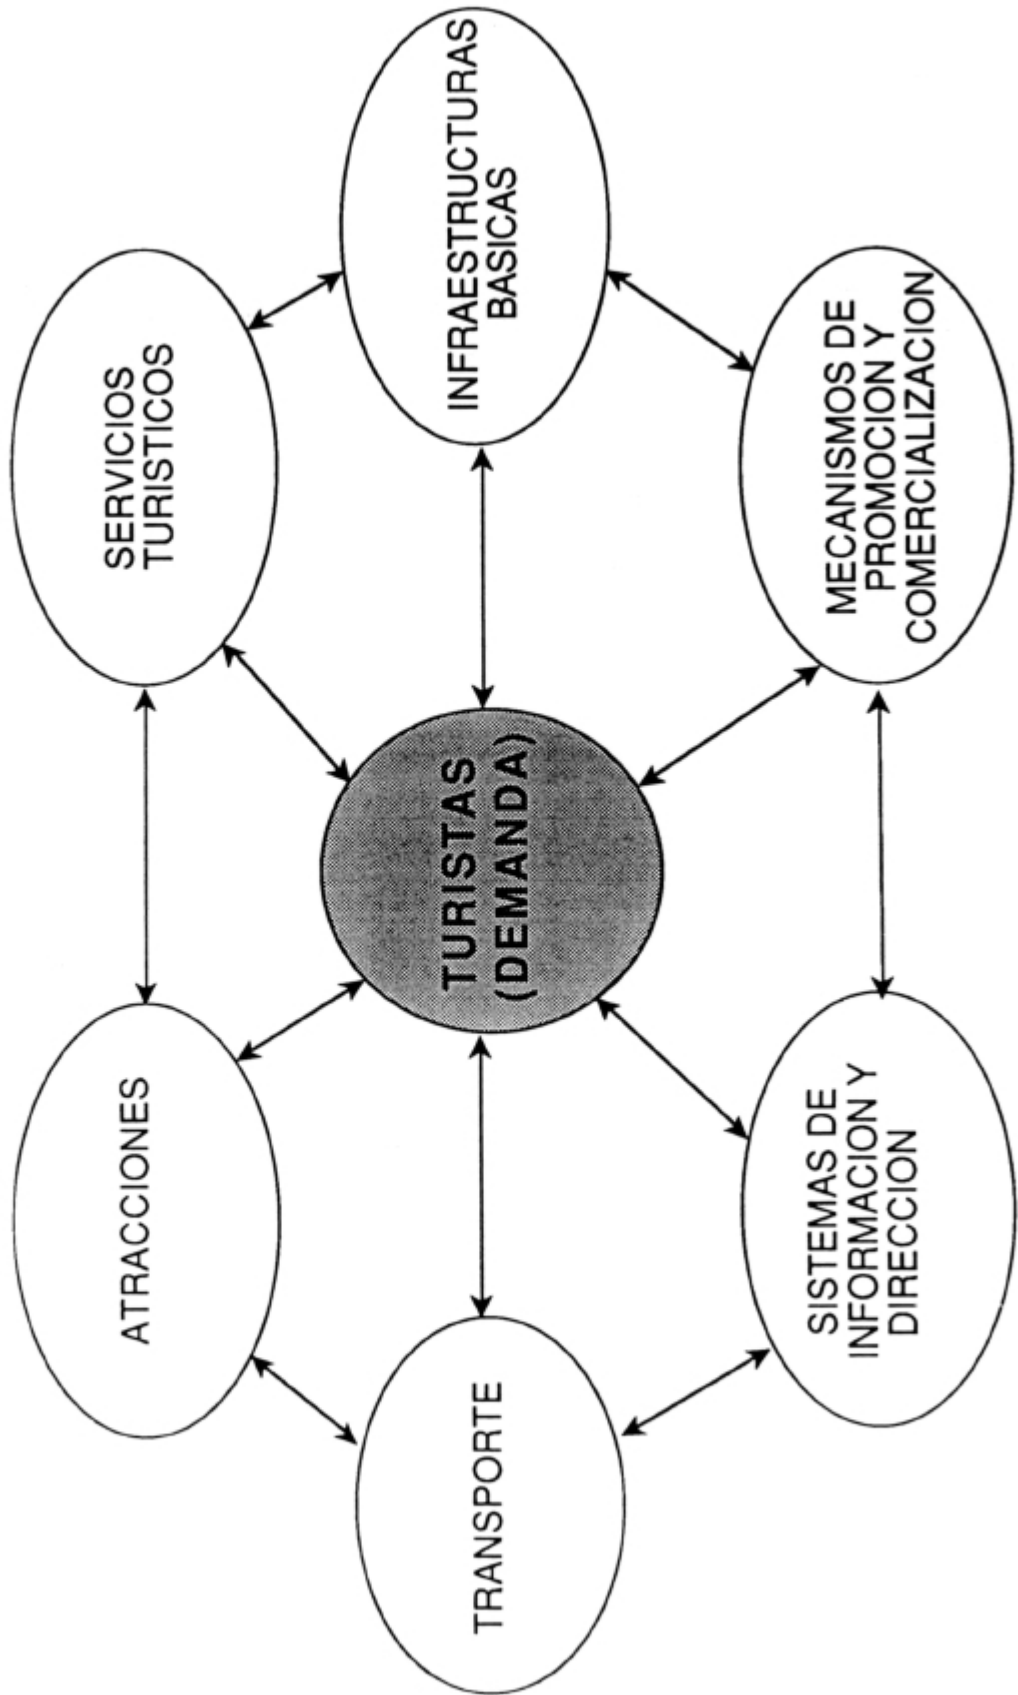 ATRACCIONES
SERVICIOS
TURISTICOS
TRANSPORTE
TURISTAS
(DEMANDA)
INFRAESTRUCTURAS
BASICAS
SISTEMAS DE
INFORMACION Y
DIRECCION
MECANISMOS DE
PROMOCION Y
COMERCIALIZACION